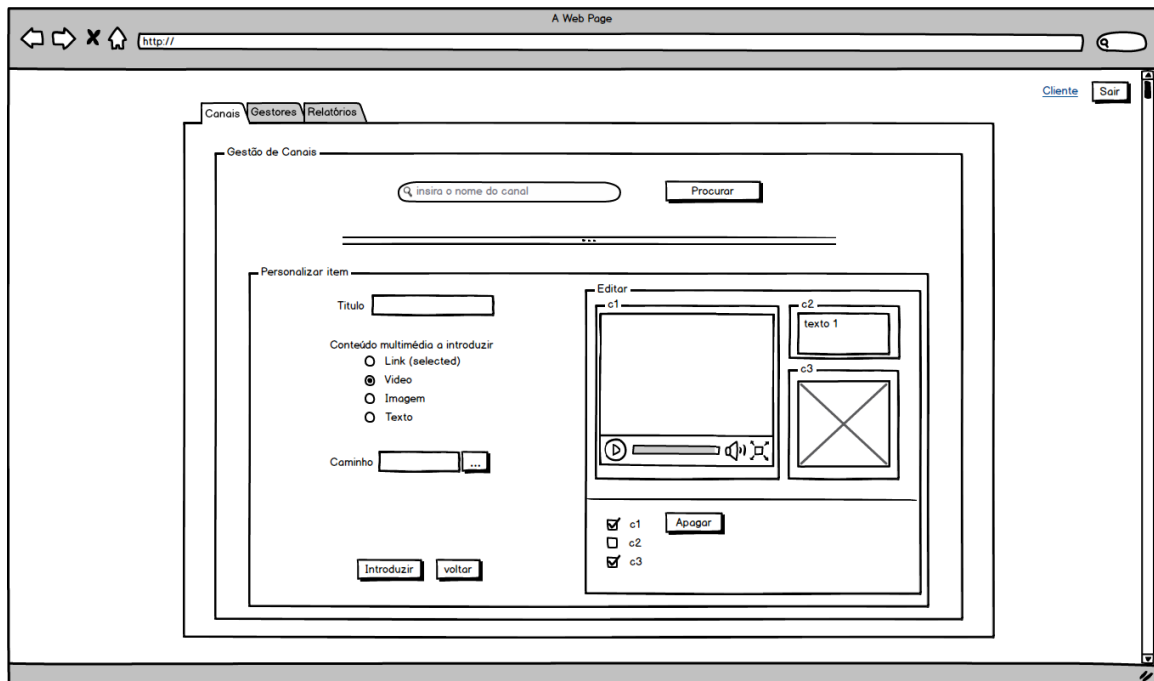 A Web Page
http://
Cliente
Sair
Canais
Gestores
Relatórios
Gestão de Canais
insira o nome do canal
Procurar
Personalizar item
Titulo
Conteúdo multimédia a introduzir
Link (selected)
Video
Imagem
Texto
Caminho
...
Introduzir
voltar
Editar
c1
c2
texto 1
c3
c1
Apagar
c2
c3